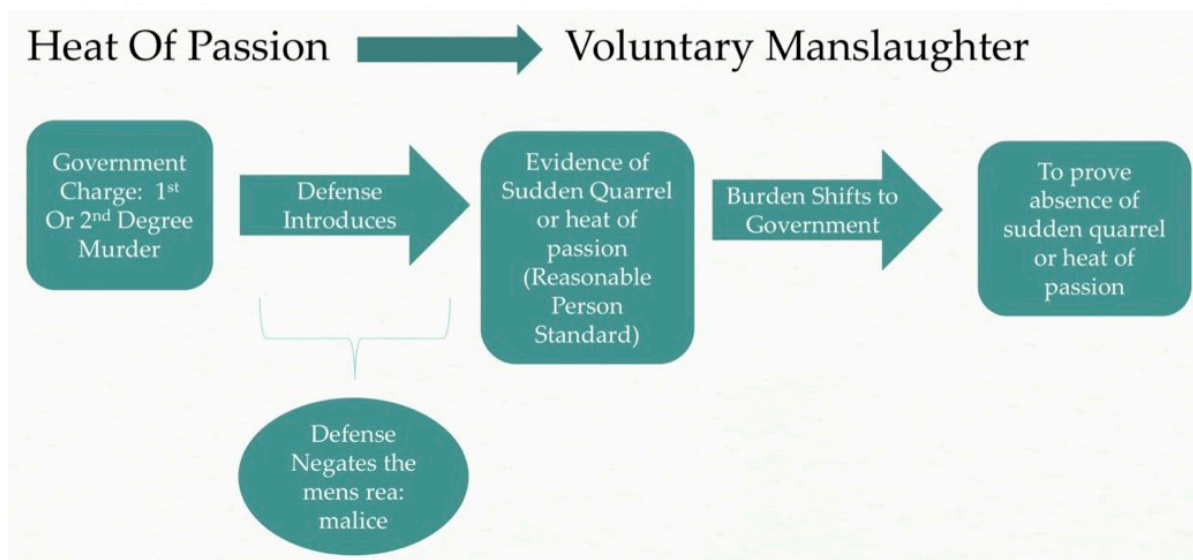 Heat Of Passion
Voluntary Manslaughter
Government
Charge: 1st
Or 2nd Degree
Murder
Defense
Introduces
Evidence of
Sudden Quarrel
or heat of
passion
(Reasonable
Person
Standard)
Burden Shifts to
Government
To prove
absence of
sudden quarrel
or heat of
passion
Defense
Negates the
mens rea:
malice